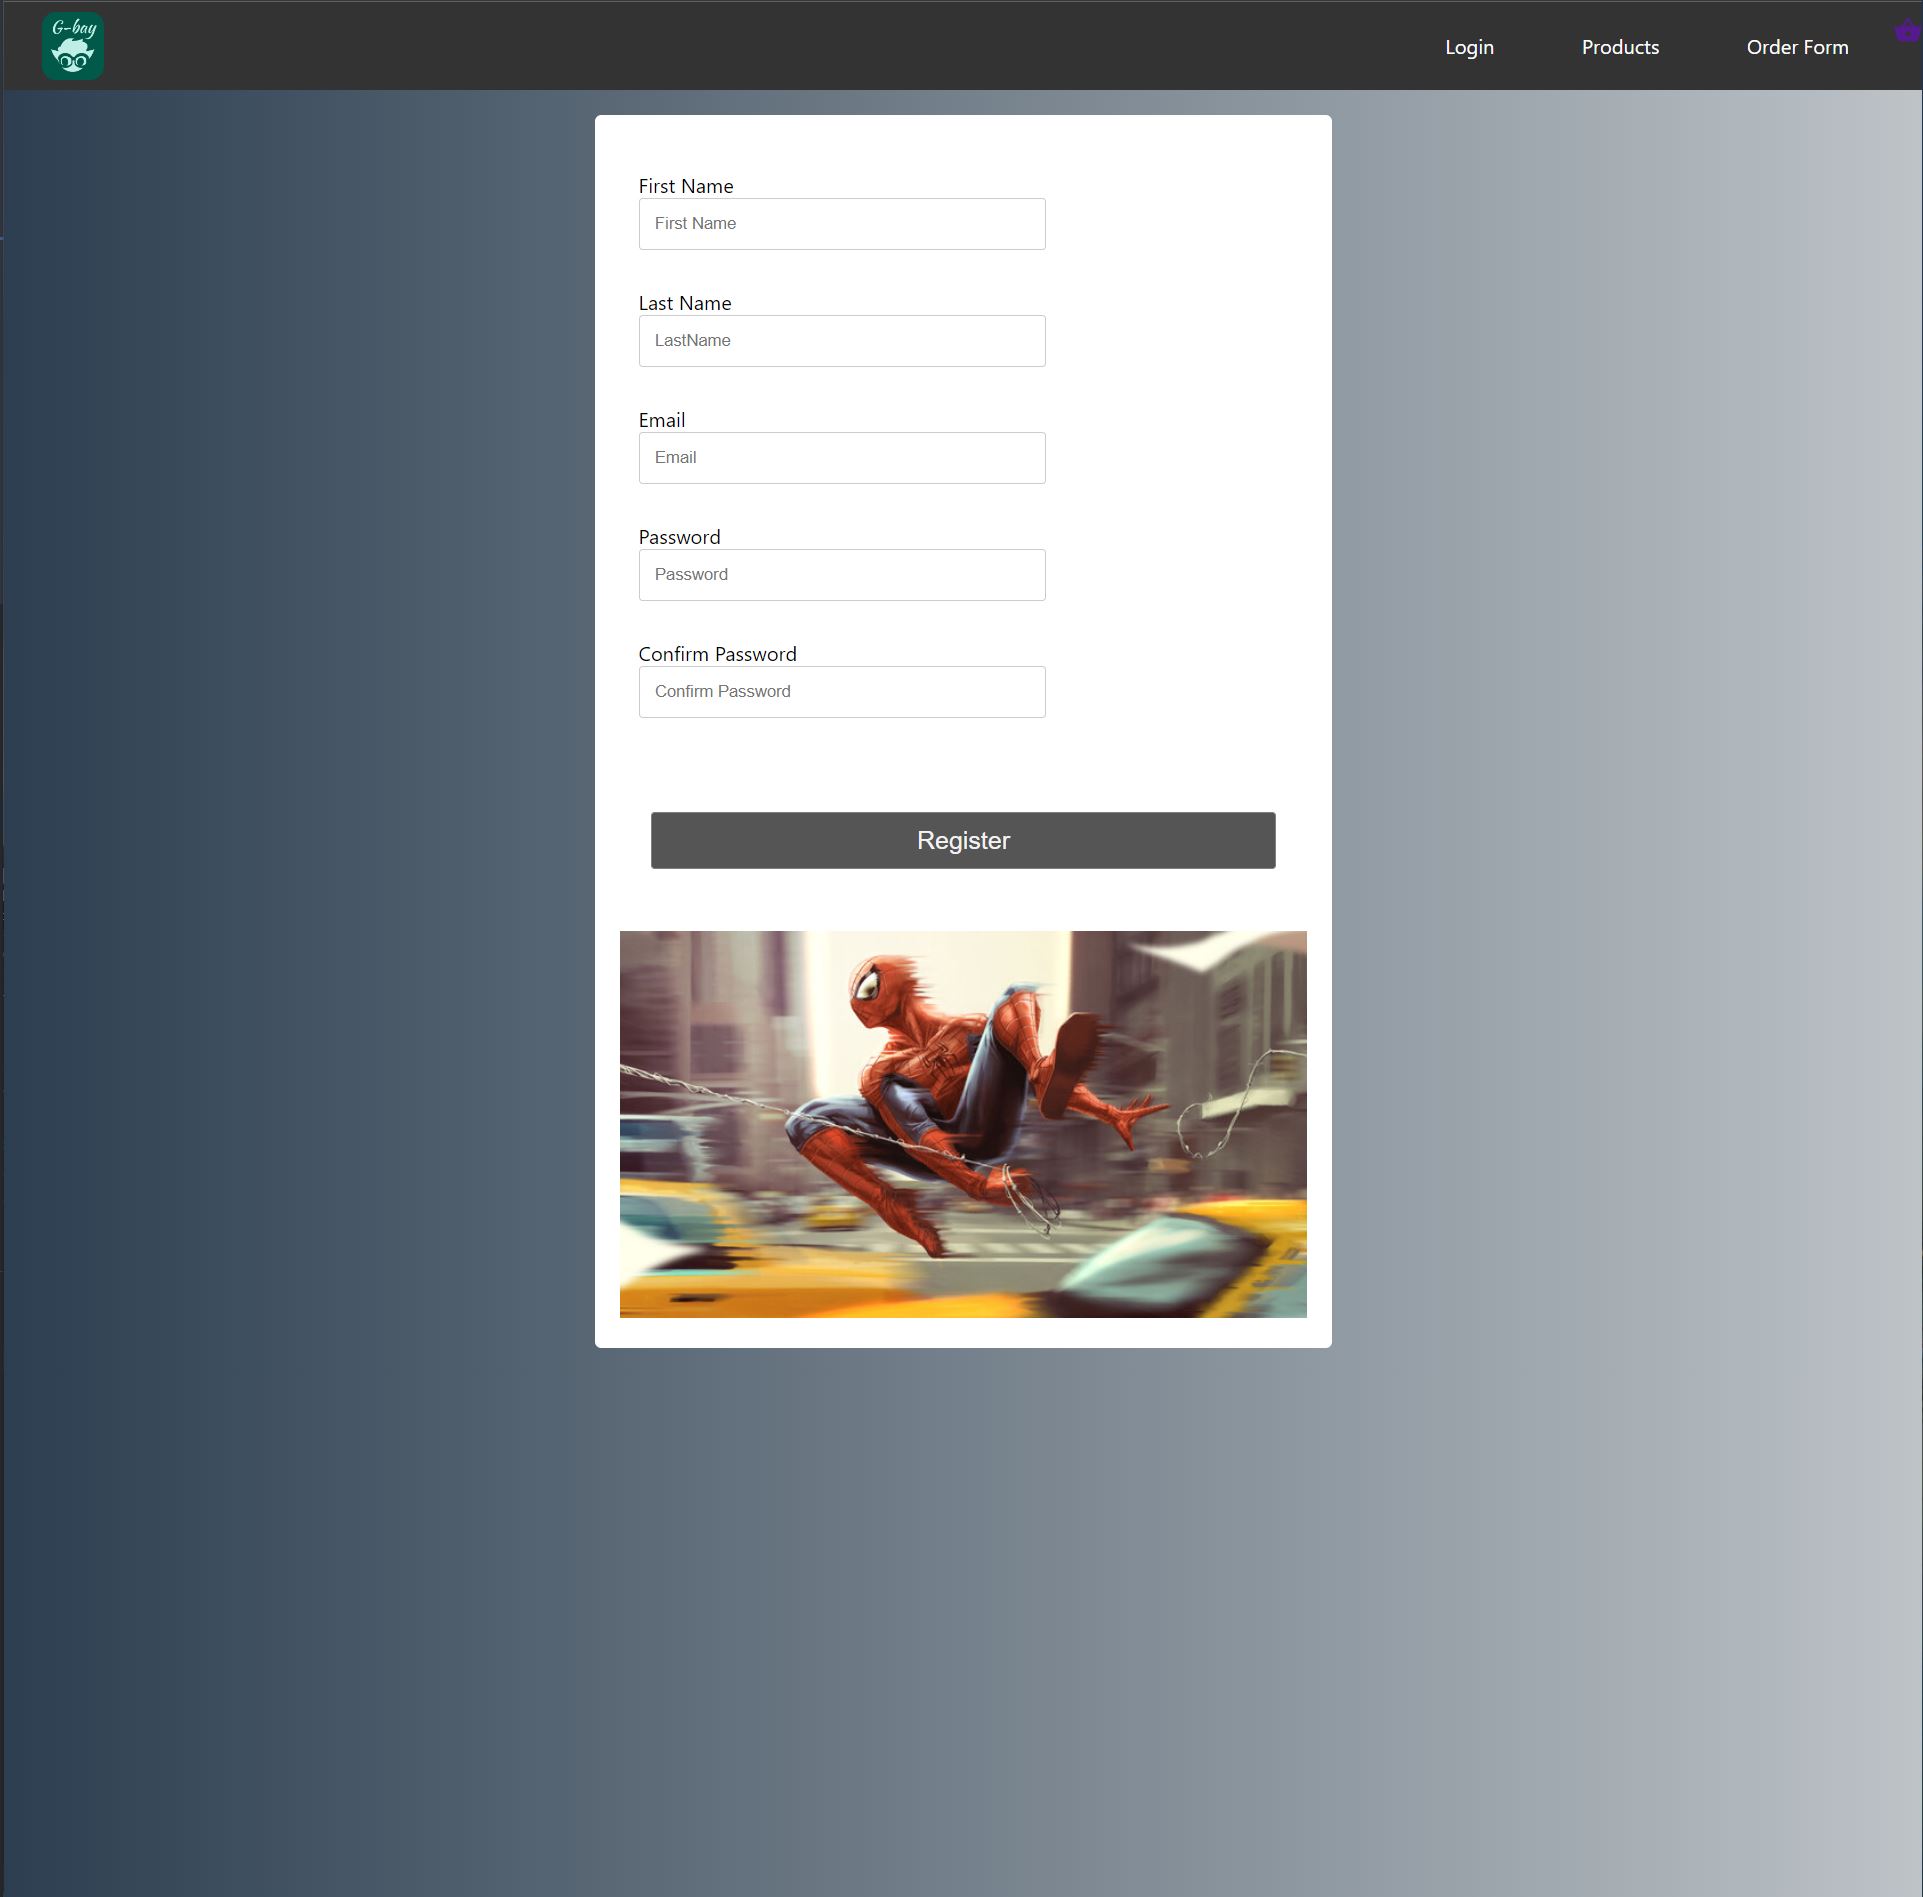 G-bay
Login
Products
Order Form
First Name
First Name
Last Name
LastName
Email
Email
Password
Password
Confirm Password
Confirm Password
Register